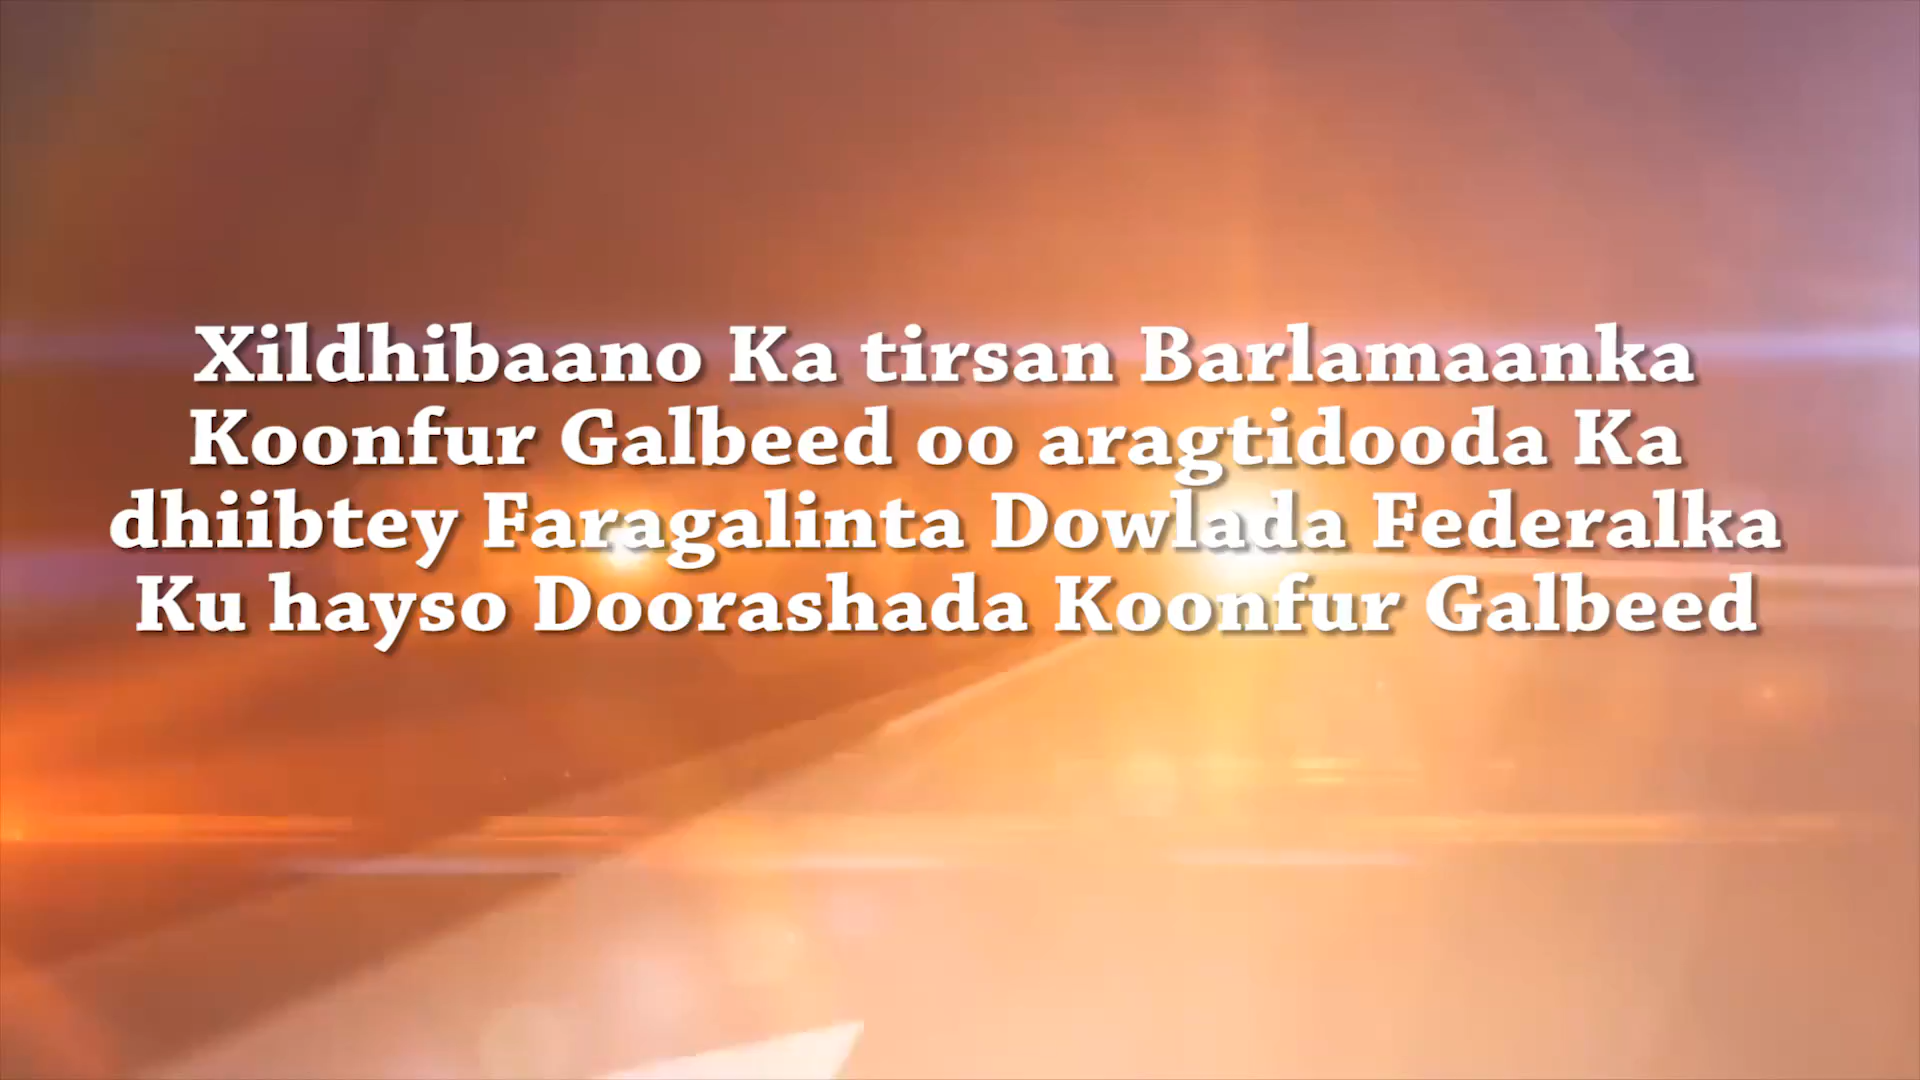 Xildhibaano Ka tirsan Barlamaanka
Koonfur Galbeed oo aragtidooda Ka
dhiibtey Faragalinta Dowlada Federalka
Ku hayso Doorashada Koonfur Galbeed